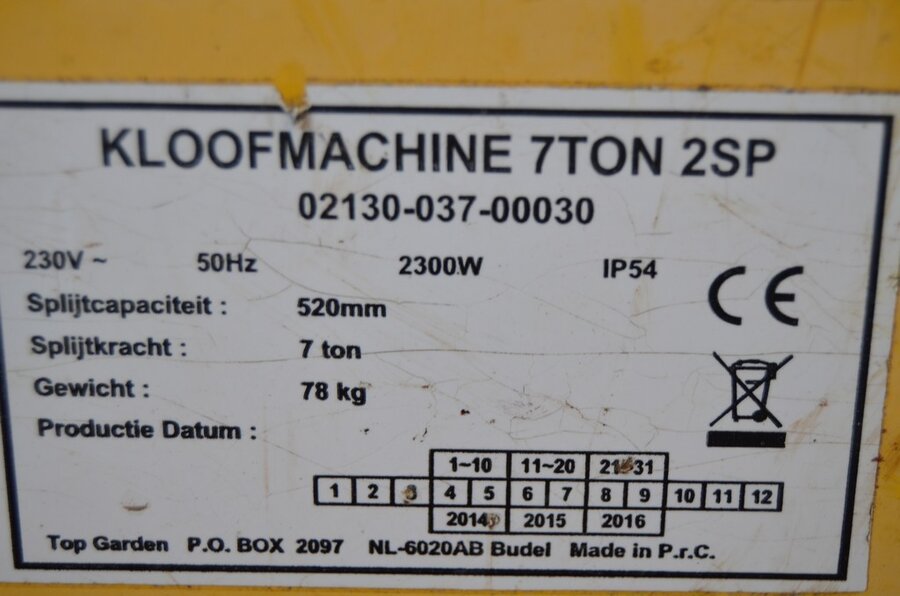 KLOOFMACHINE 7TON 2SP
02130-037-00030
230V ~ 50Hz 2300W IP54
CE
Splijtcapaciteit : 520mm
Splijtkracht : 7 ton
Gewicht : 78 kg
Productie Datum :
1~10 11~20 21~31
1 2 3 4 5 6 7 8 9 10 11 12
2014 2015 2016
Top Garden P.O. BOX 2097 NL-6020AB Budel Made in P.r.C.